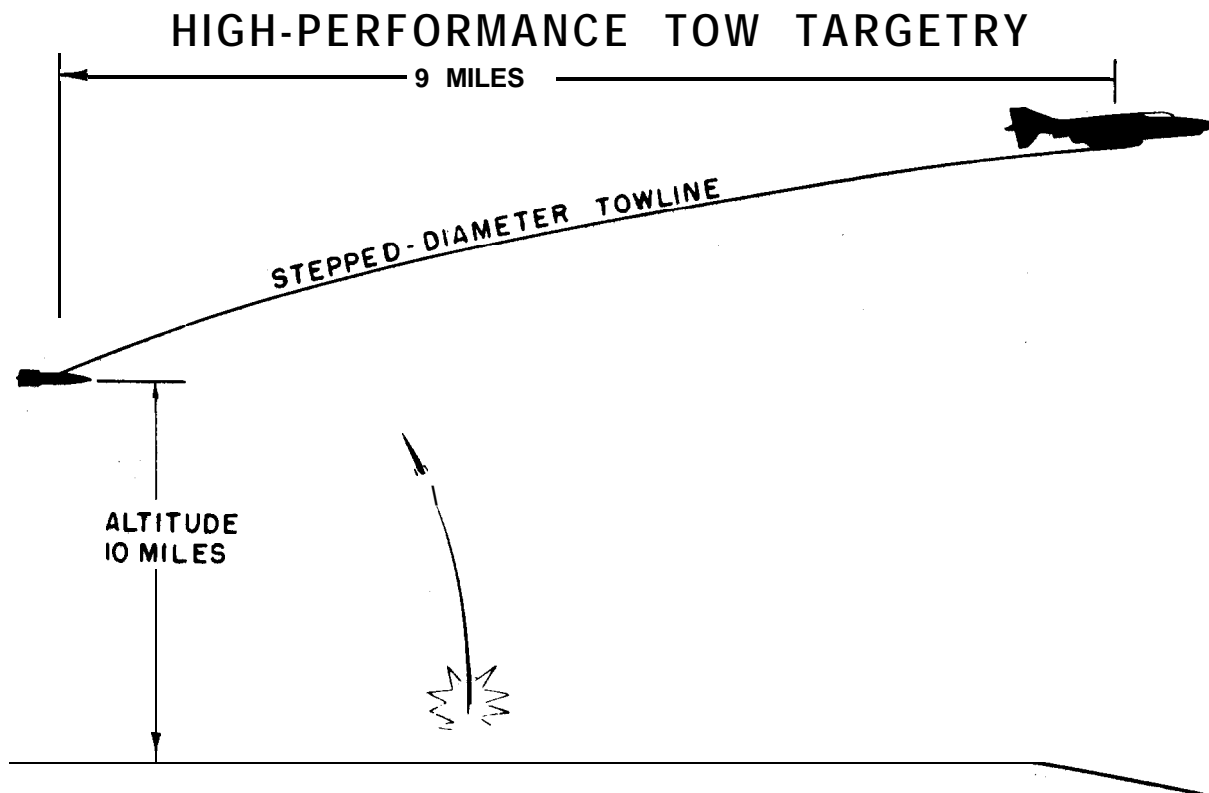 HIGH-PERFORMANCE TOW TARGETRY
9 MILES
STEPPED-DIAMETER TOWLINE
ALTITUDE
10 MILES